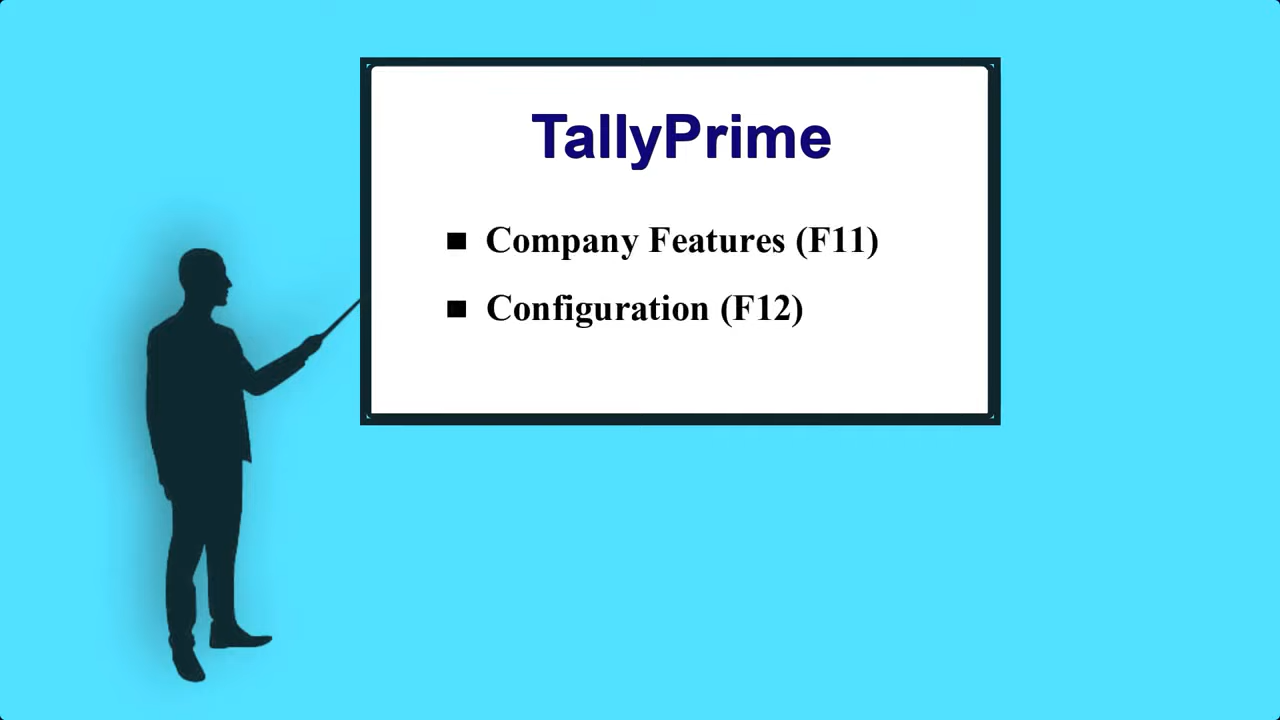 TallyPrime
■ Company Features (F11)
■ Configuration (F12)